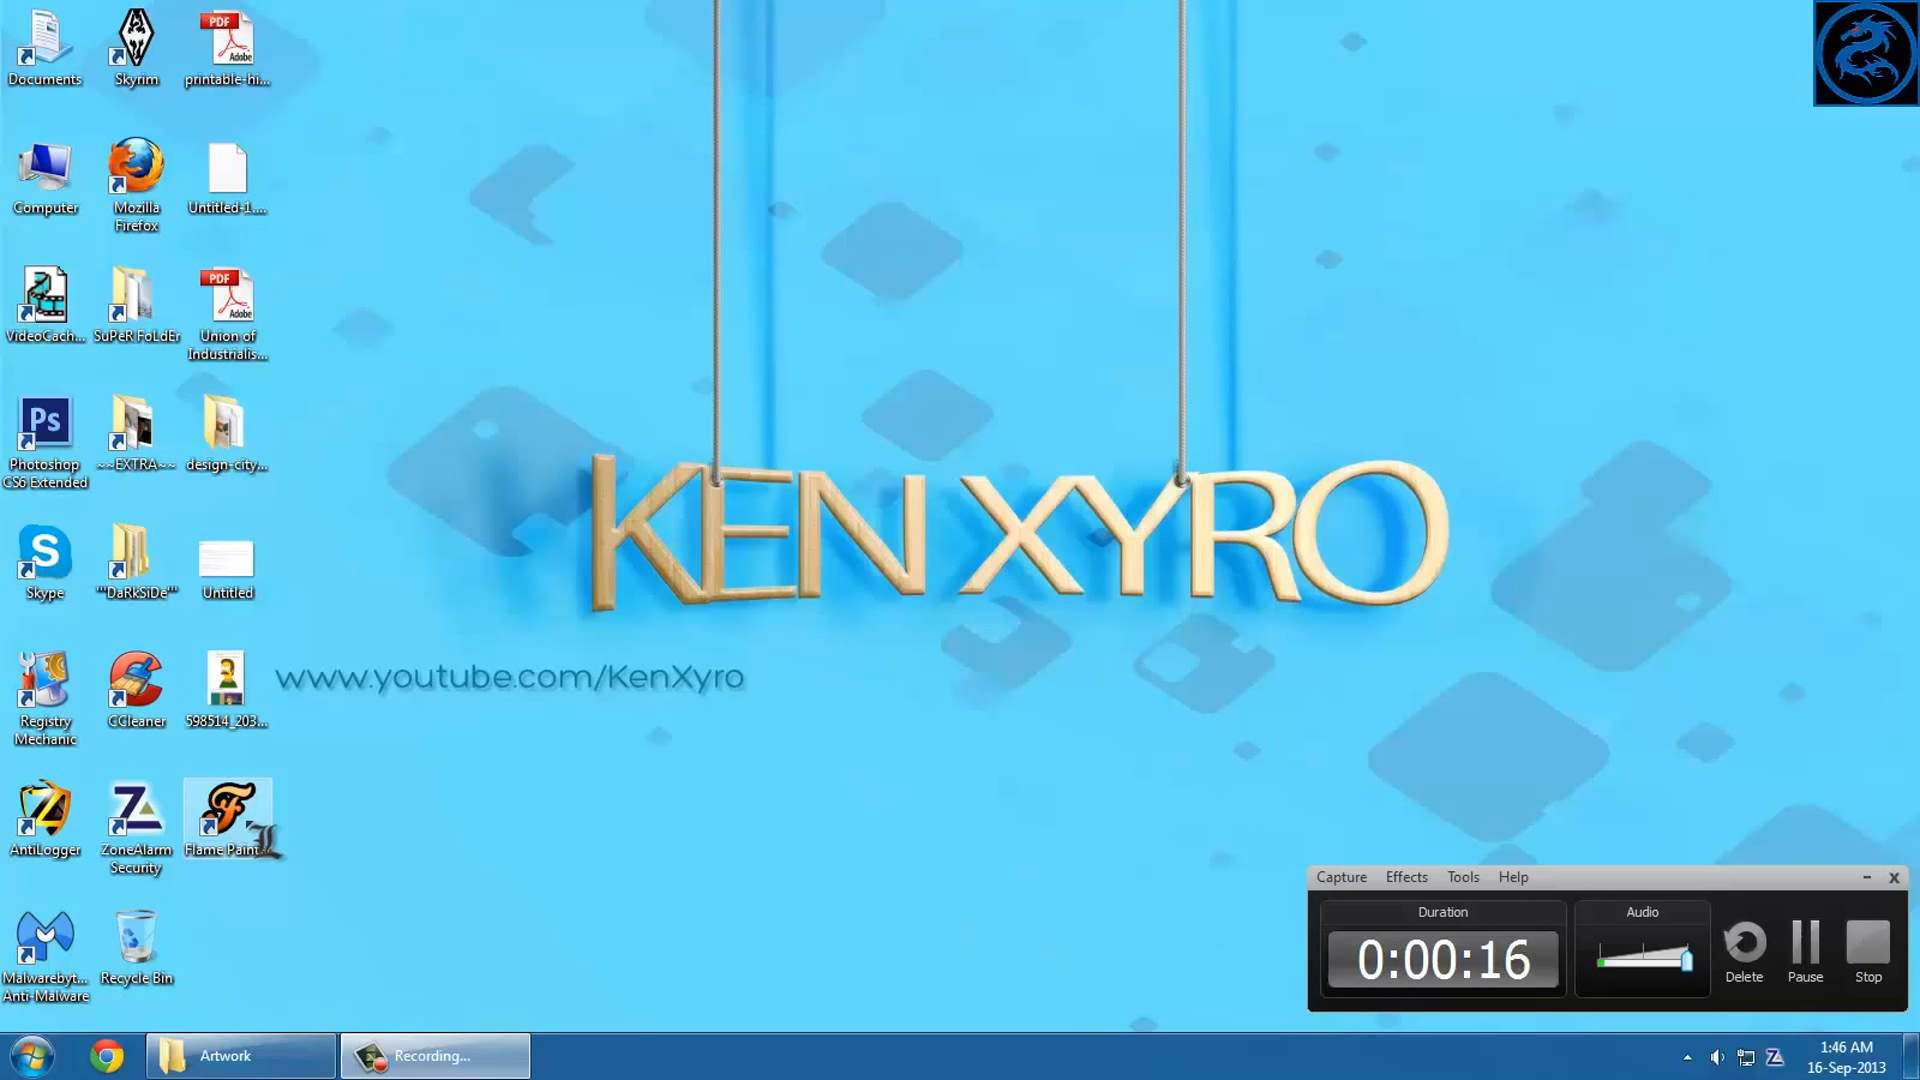 Documents
Skyrim
printable-hi...
Computer
Mozilla
Firefox
Untitled-1....
VideoCach...
SuPeR FoLdEr
Union of
Industrialis...
Photoshop
CS6 Extended
~~EXTRA~~
design-city...
Skype
'''DaRkSiDe'''
Untitled
Registry
Mechanic
CCleaner
598514_203...
AntiLogger
ZoneAlarm
Security
Flame Paint
Malwarebyt...
Anti-Malware
Recycle Bin
PDF
Adobe
PDF
Adobe
Ps
KEN XYRO
www.youtube.com/KenXyro
Capture Effects Tools Help
Duration
Audio
0:00:16
Delete
Pause
Stop
Artwork
Recording...
1:46 AM
16-Sep-2013